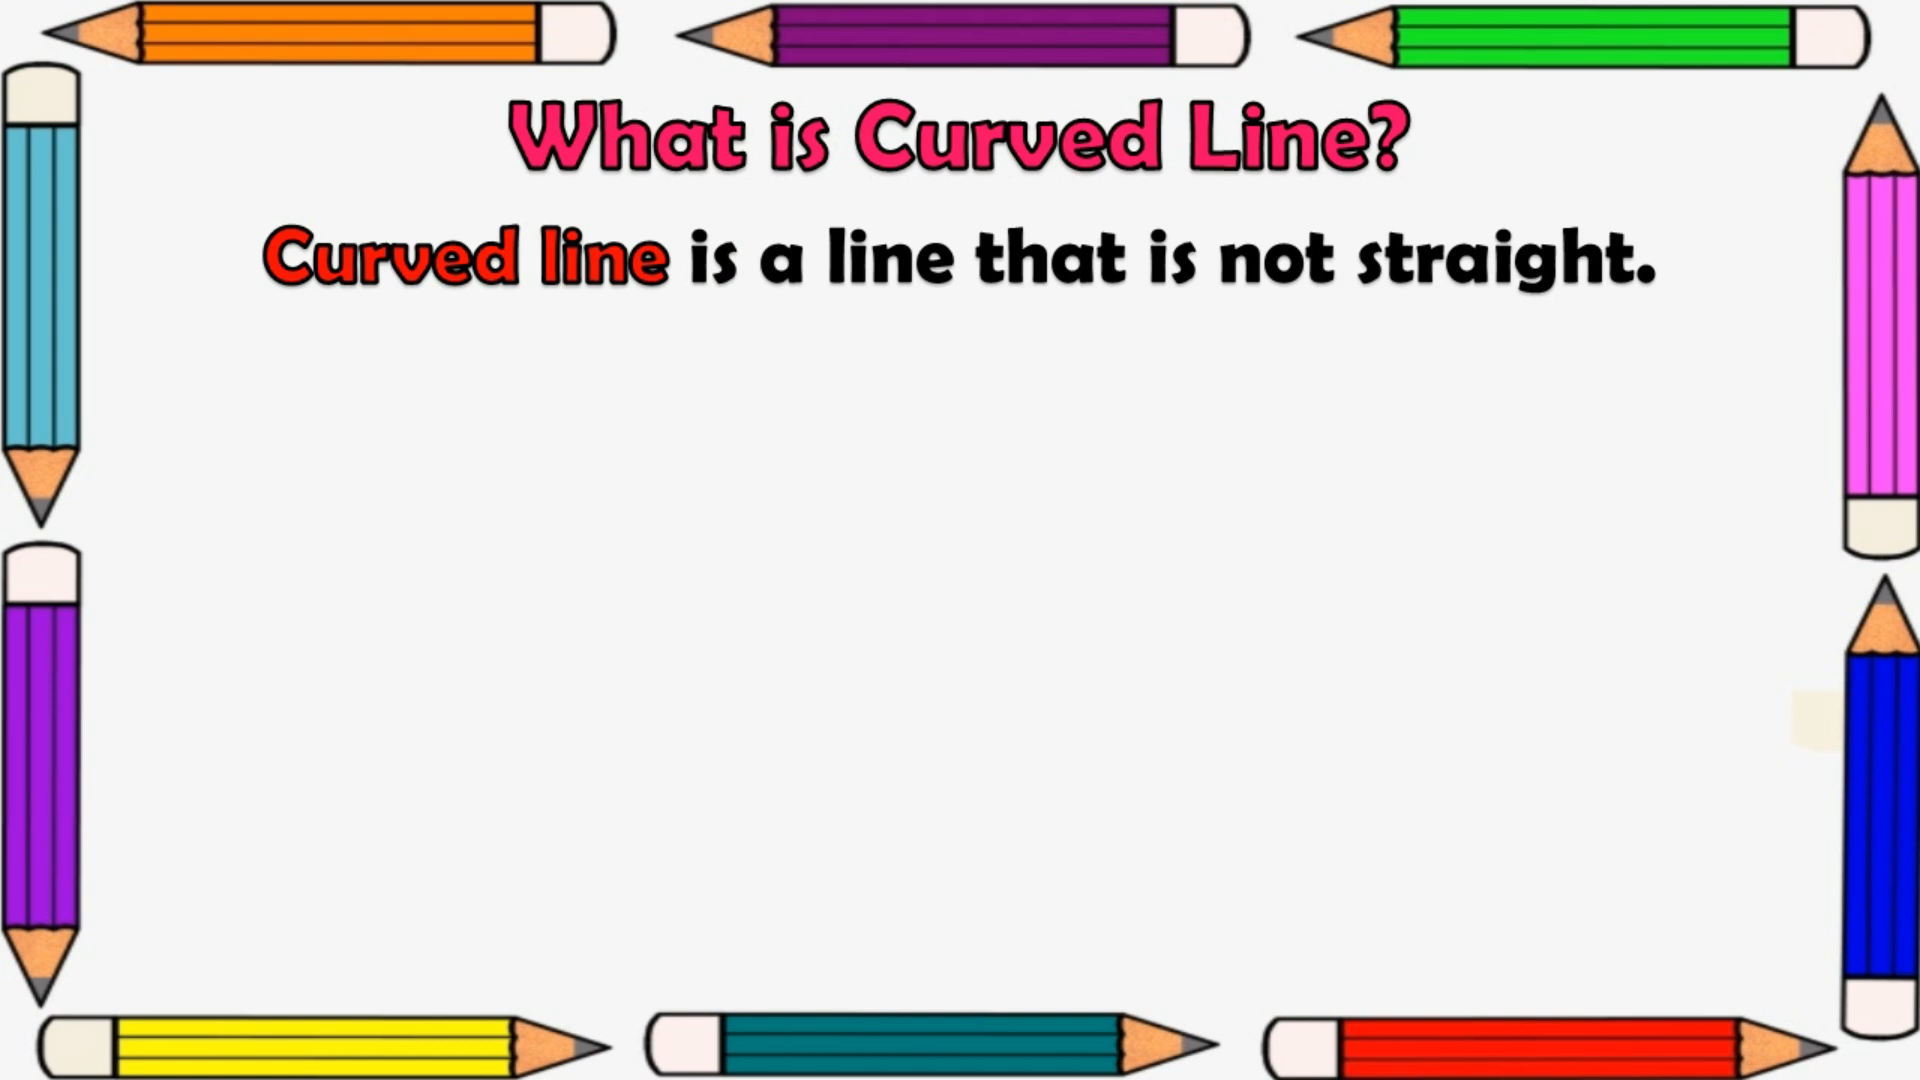 What is Curved Line?
Curved line is a line that is not straight.